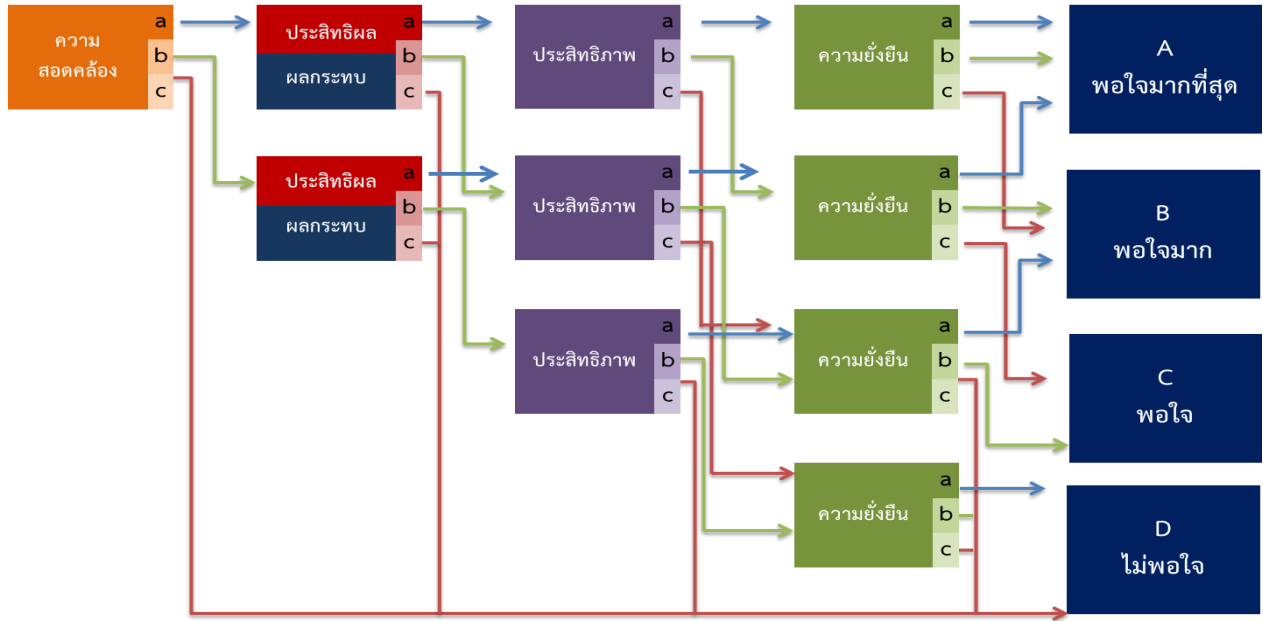 ความ
สอดคล้อง
a
b
c
ประสิทธิผล
ผลกระทบ
a
b
c
ประสิทธิภาพ
a
b
c
ความยั่งยืน
a
b
c
A
พอใจมากที่สุด
ประสิทธิผล
ผลกระทบ
a
b
c
ประสิทธิภาพ
a
b
c
ความยั่งยืน
a
b
c
B
พอใจมาก
ประสิทธิภาพ
a
b
c
ความยั่งยืน
a
b
c
C
พอใจ
ความยั่งยืน
a
b
c
D
ไม่พอใจ